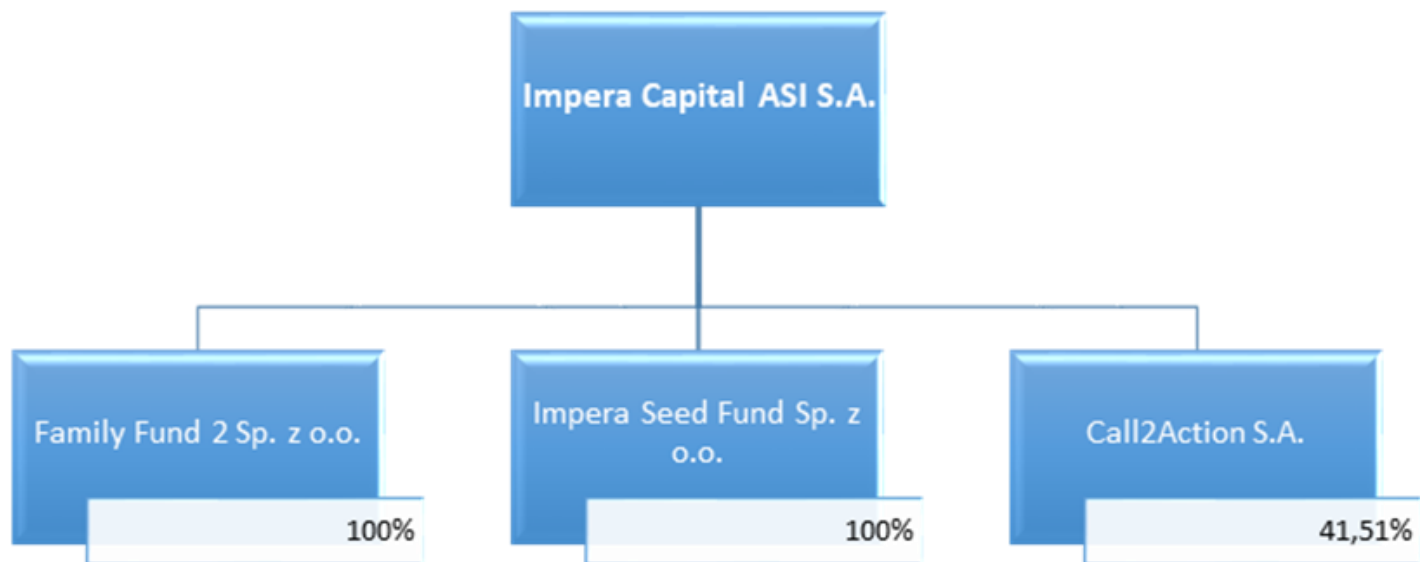 Impera Capital ASI S.A.
Family Fund 2 Sp. z o.o.
100%
Impera Seed Fund Sp. z
o.o.
100%
Call2Action S.A.
41,51%